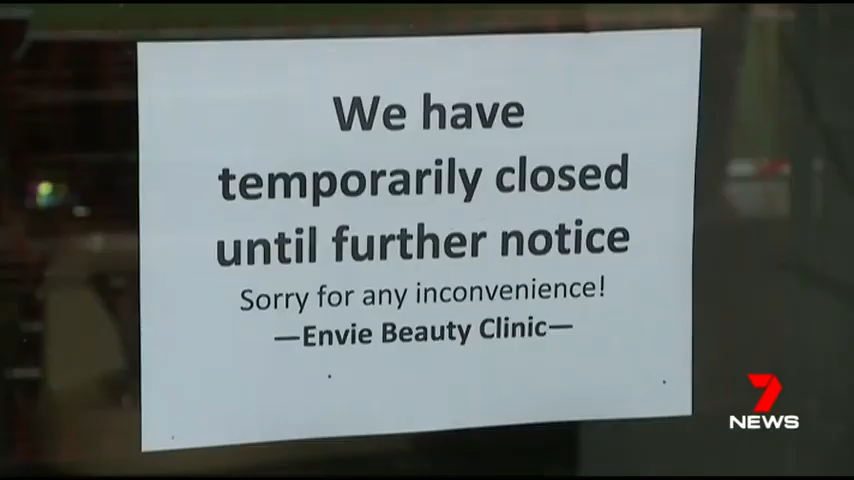 We have
temporarily closed
until further notice
Sorry for any inconvenience!
—Envie Beauty Clinic—
7
NEWS